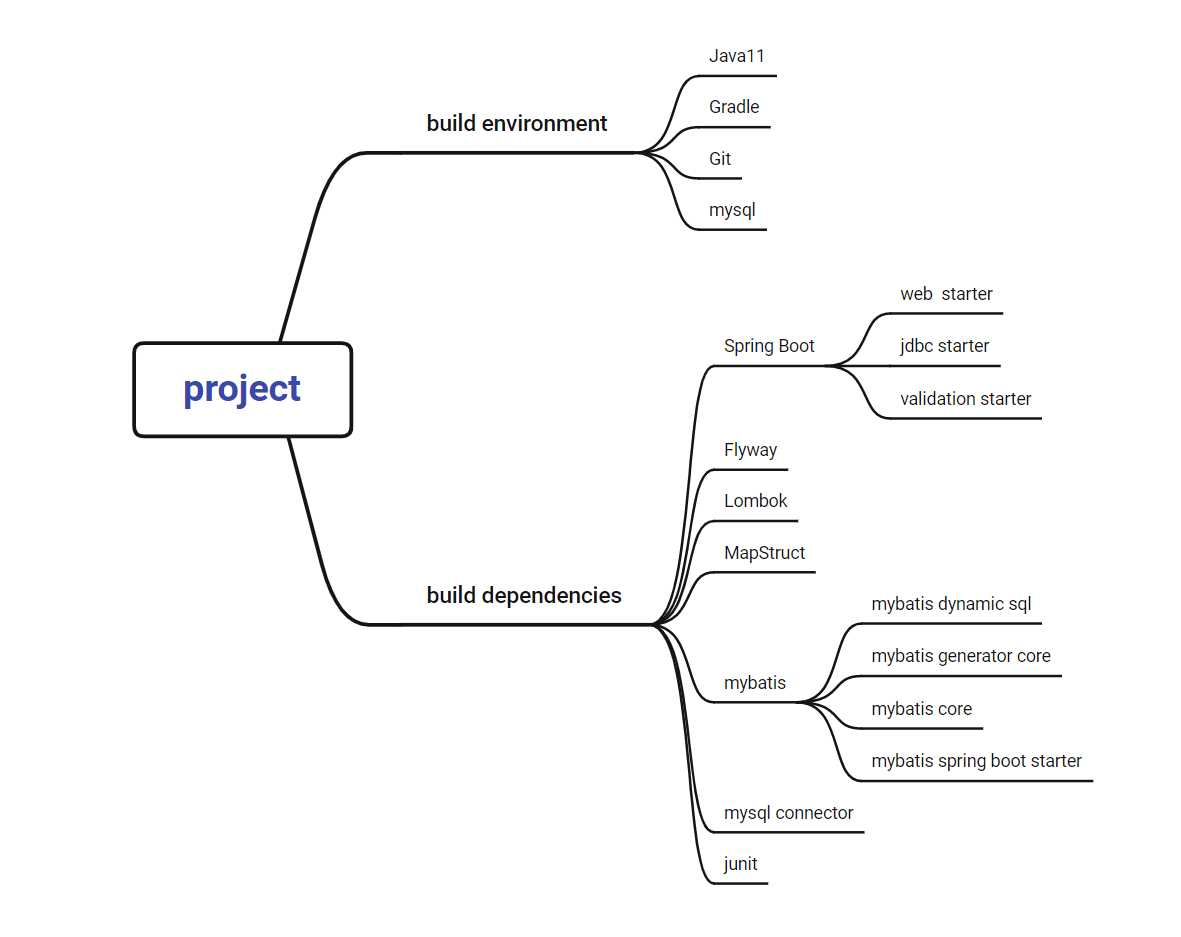 Java11
Gradle
build environment
Git
mysql
web  starter
Spring Boot
jdbc starter
validation starter
project
Flyway
Lombok
MapStruct
build dependencies
mybatis dynamic sql
mybatis generator core
mybatis
mybatis core
mybatis spring boot starter
mysql connector
junit